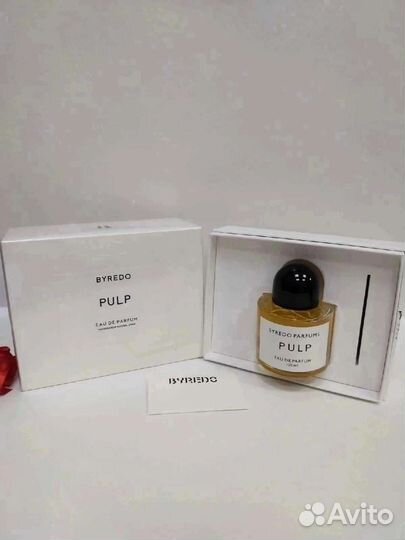 BYREDO
PULP
EAU DE PARFUM
BYREDO PARFUMS
PULP
EAU DE PARFUM
BYREDO
Avito